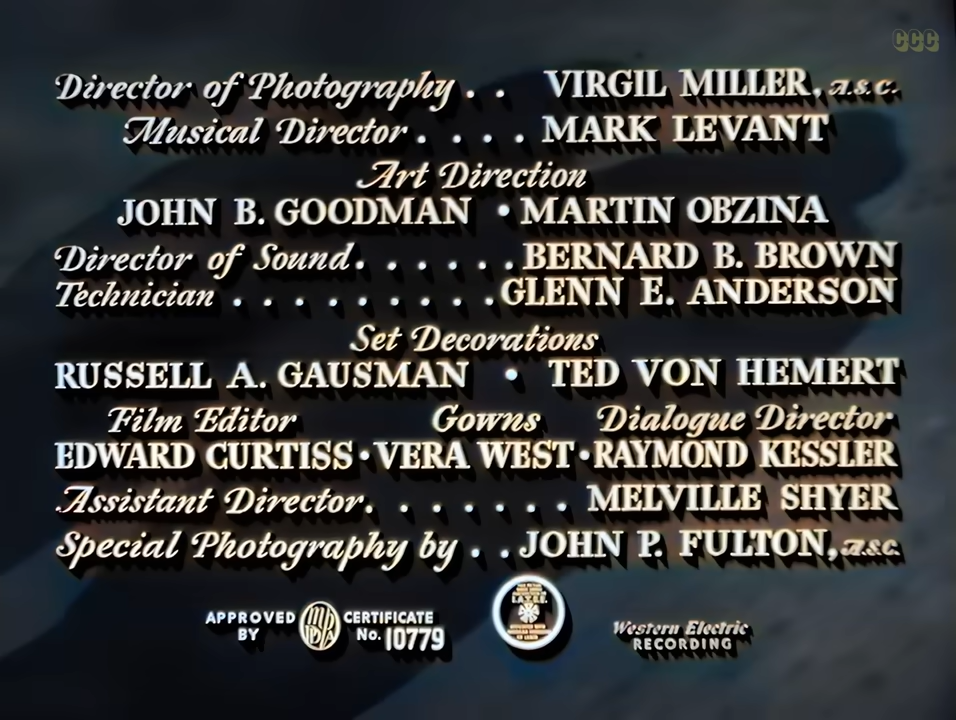 CCC
Director of Photography . . VIRGIL MILLER, A.S.C.
Musical Director . . . . MARK LEVANT
Art Direction
JOHN B. GOODMAN • MARTIN OBZINA
Director of Sound . . . . . . BERNARD B. BROWN
Technician . . . . . . . . . GLENN E. ANDERSON
Set Decorations
RUSSELL A. GAUSMAN • TED VON HEMERT
Film Editor Gowns Dialogue Director
EDWARD CURTISS • VERA WEST • RAYMOND KESSLER
Assistant Director . . . . . . . MELVILLE SHYER
Special Photography by . . JOHN P. FULTON, A.S.C.
APPROVED MPPDA CERTIFICATE
BY No. 10779
I.A.T.S.E.
Western Electric
RECORDING